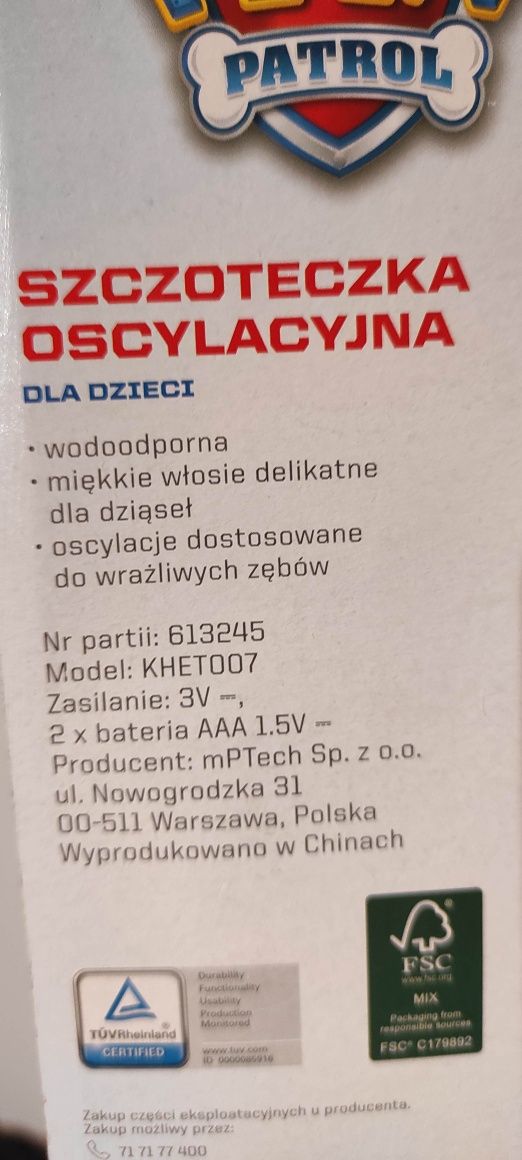 PATROL
SZCZOTECZKA
OSCYLACYJNA
DLA DZIECI
• wodoodporna
• miękkie włosie delikatne
dla dziąseł
• oscylacje dostosowane
do wrażliwych zębów
Nr partii: 613245
Model: KHET007
Zasilanie: 3V ⎓,
2 x bateria AAA 1.5V ⎓
Producent: mPTech Sp. z o.o.
ul. Nowogrodzka 31
00-511 Warszawa, Polska
Wyprodukowano w Chinach
FSC
www.fsc.org
MIX
Packaging from
responsible sources
FSC® C179892
TÜVRheinland®
CERTIFIED
Durability
Functionality
Usability
Production
Monitored
www.tuv.com
ID 0000085916
Zakup części eksploatacyjnych u producenta.
Zakup możliwy przez:
71 71 77 400